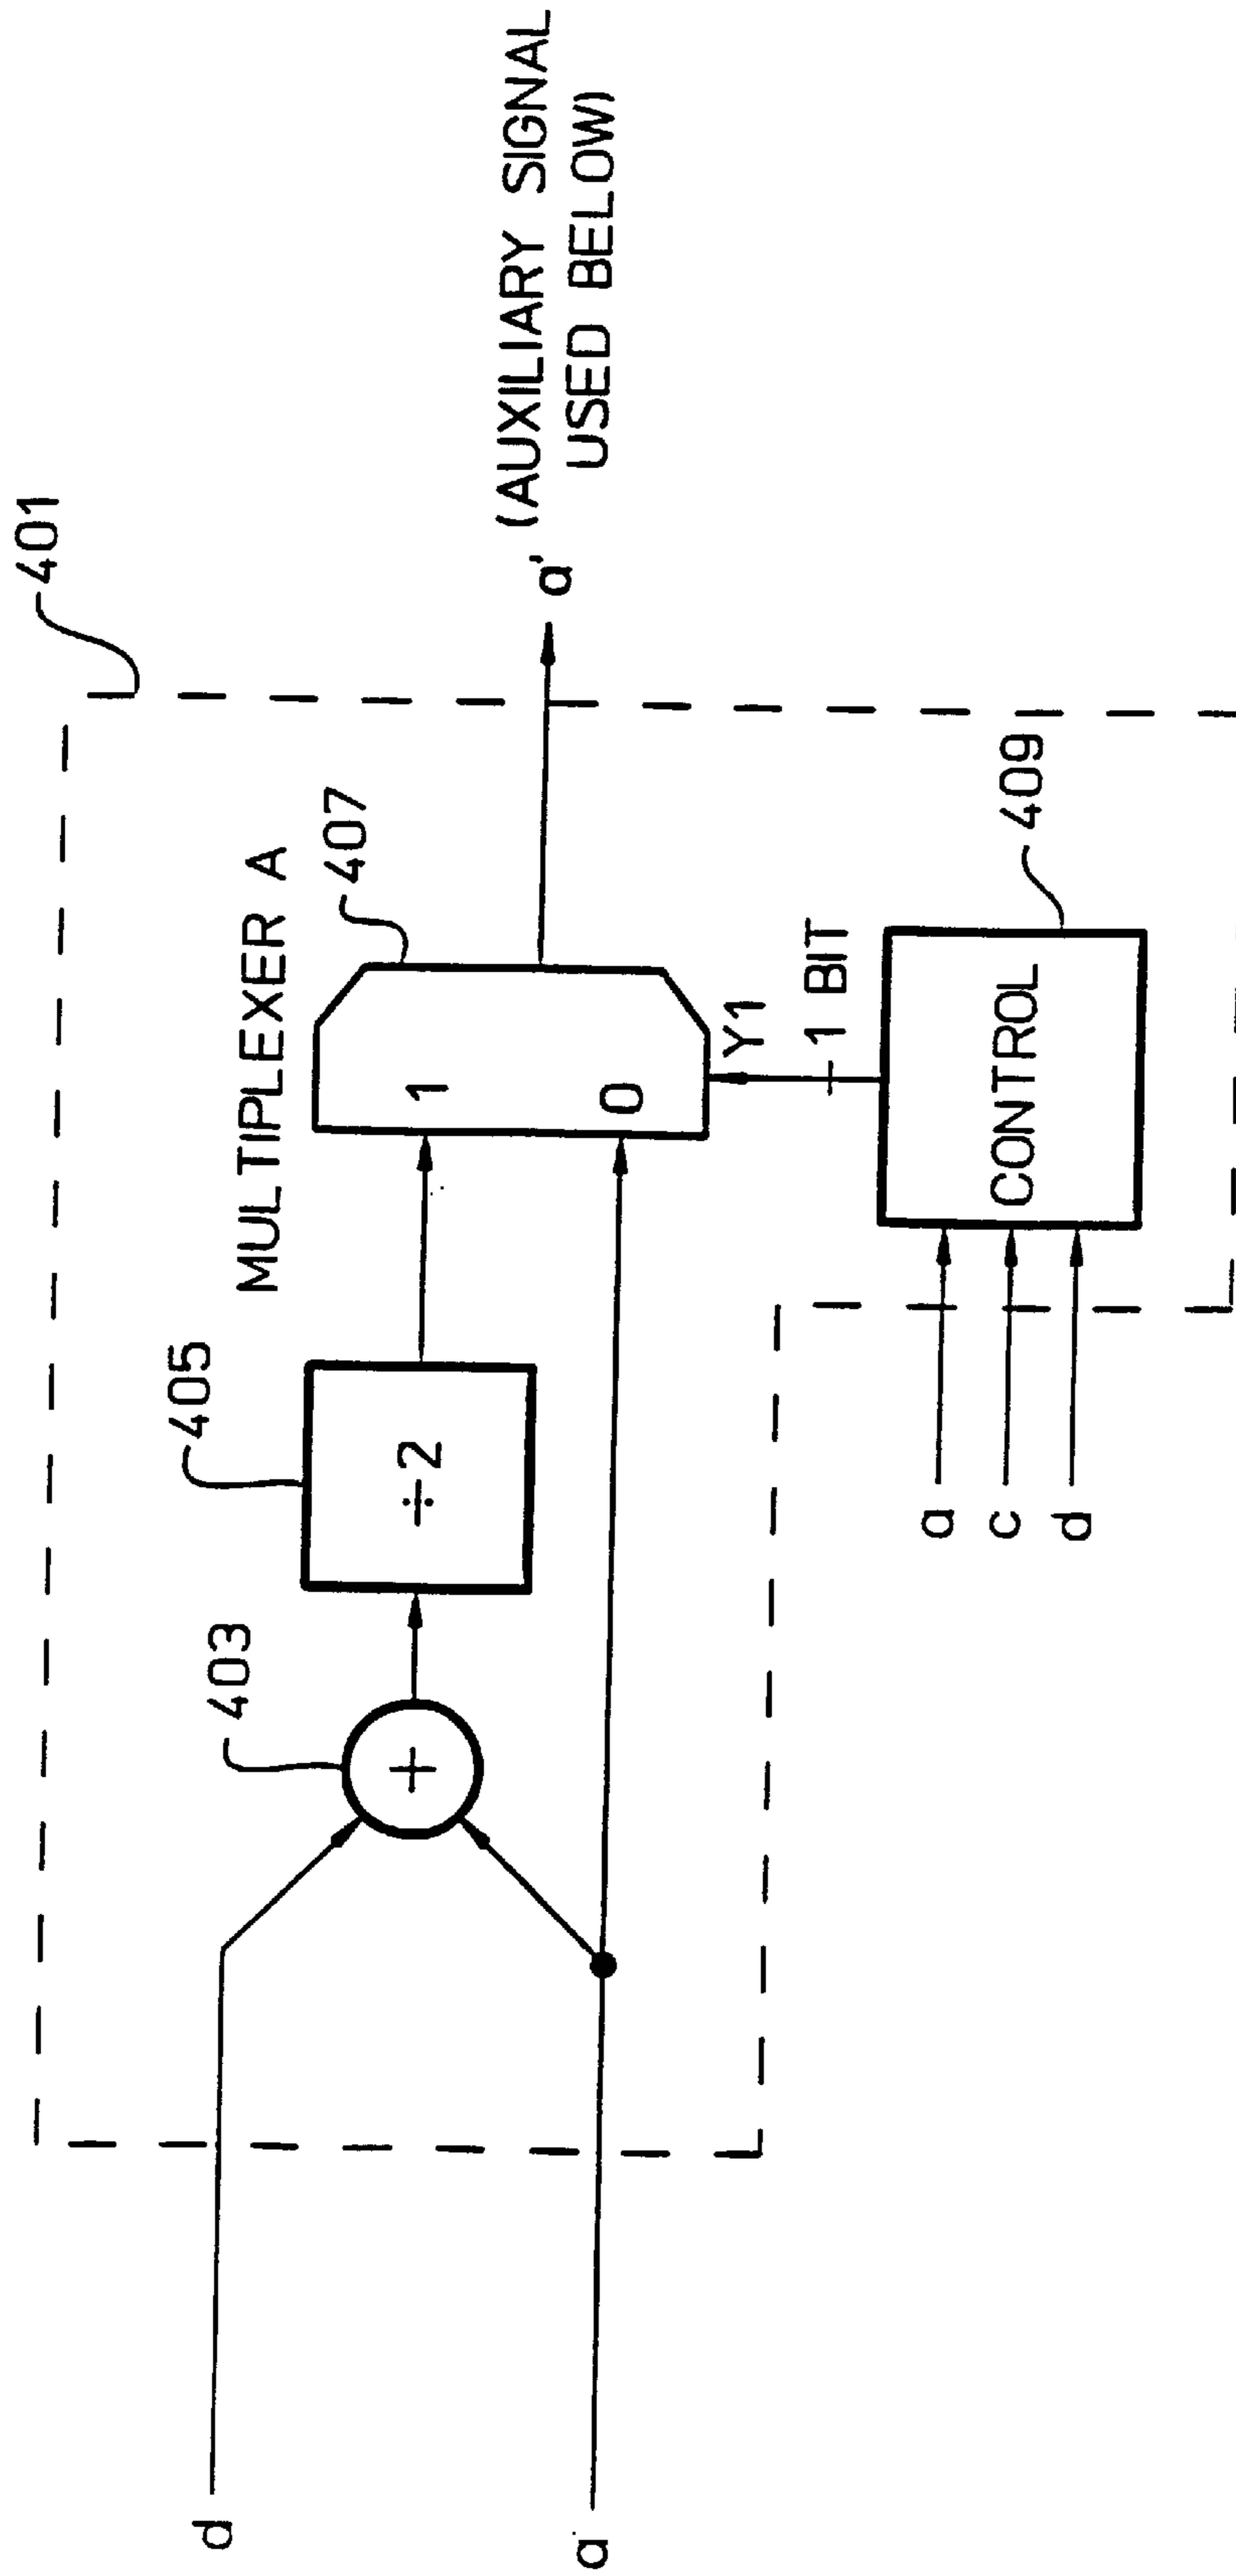 401
MULTIPLEXER A
407
405
403
d
a
+
÷2
1
0
a' (AUXILIARY SIGNAL
USED BELOW)
Y1
1 BIT
409
CONTROL
a
c
d